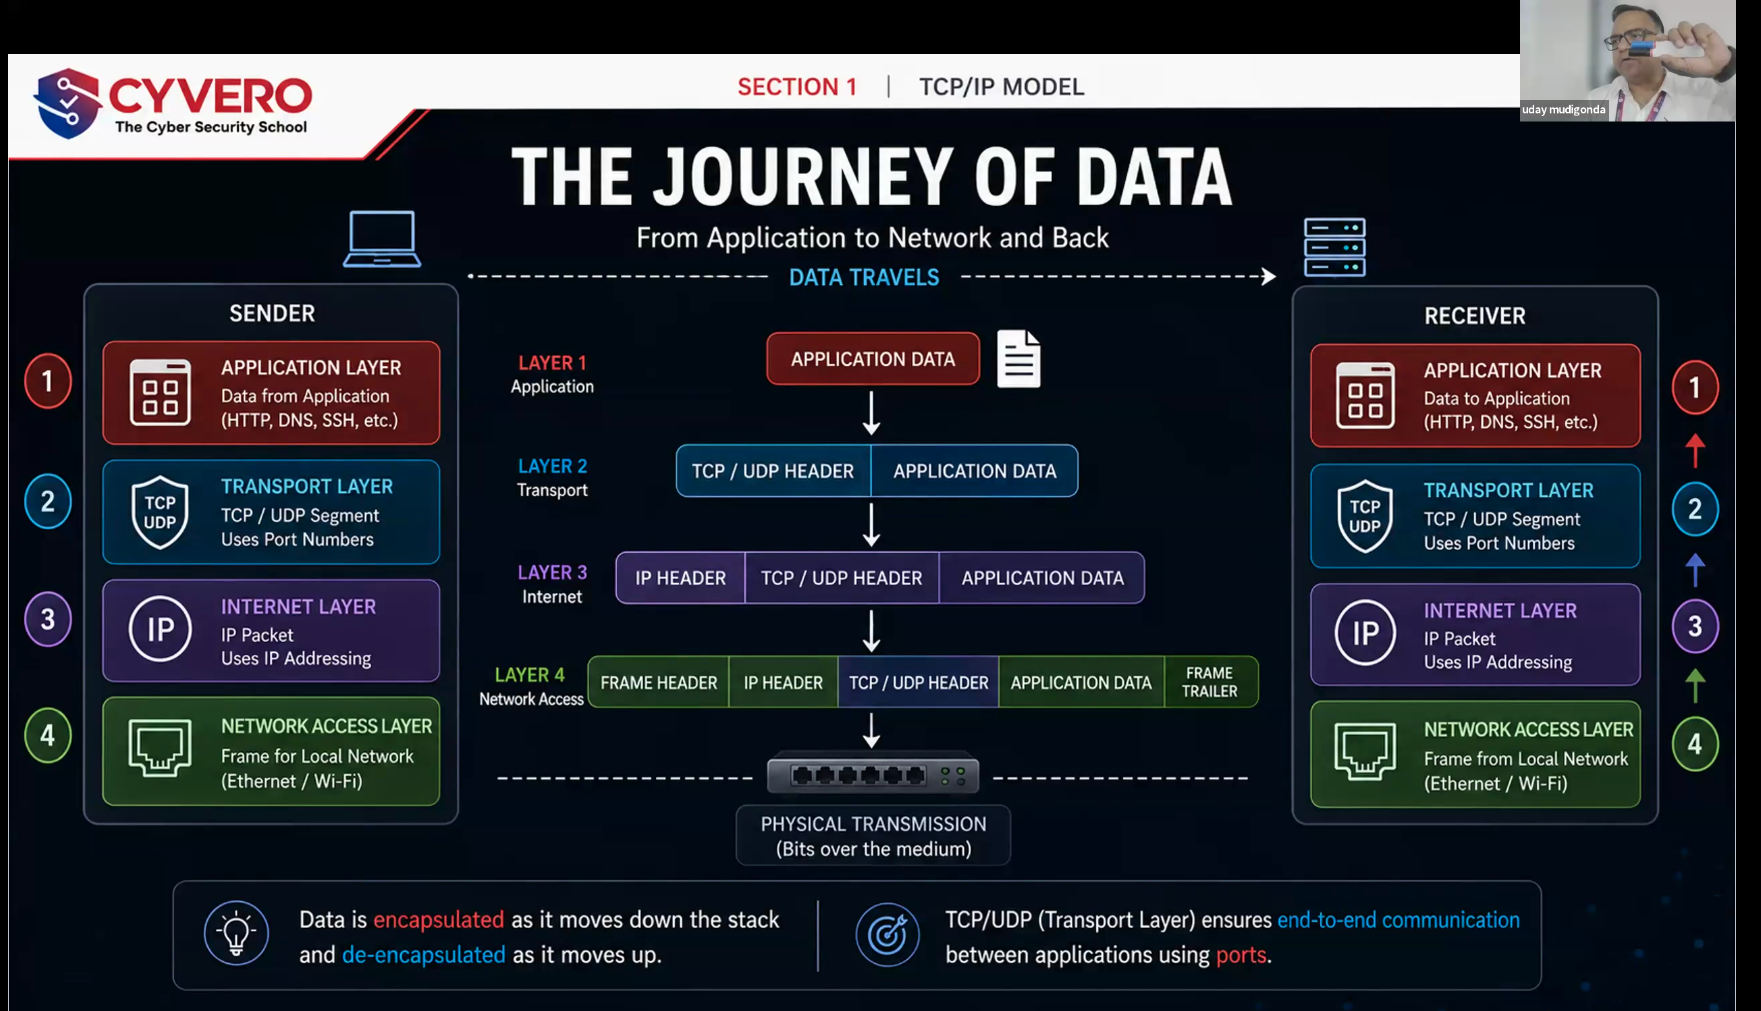 CYVERO
The Cyber Security School
SECTION 1 | TCP/IP MODEL
uday mudigonda
THE JOURNEY OF DATA
From Application to Network and Back
DATA TRAVELS
SENDER
1
APPLICATION LAYER
Data from Application
(HTTP, DNS, SSH, etc.)
2
TCP
UDP
TRANSPORT LAYER
TCP / UDP Segment
Uses Port Numbers
3
IP
INTERNET LAYER
IP Packet
Uses IP Addressing
4
NETWORK ACCESS LAYER
Frame for Local Network
(Ethernet / Wi-Fi)
LAYER 1
Application
APPLICATION DATA
LAYER 2
Transport
TCP / UDP HEADER
APPLICATION DATA
LAYER 3
Internet
IP HEADER
TCP / UDP HEADER
APPLICATION DATA
LAYER 4
Network Access
FRAME HEADER
IP HEADER
TCP / UDP HEADER
APPLICATION DATA
FRAME
TRAILER
PHYSICAL TRANSMISSION
(Bits over the medium)
RECEIVER
APPLICATION LAYER
Data to Application
(HTTP, DNS, SSH, etc.)
1
TCP
UDP
TRANSPORT LAYER
TCP / UDP Segment
Uses Port Numbers
2
IP
INTERNET LAYER
IP Packet
Uses IP Addressing
3
NETWORK ACCESS LAYER
Frame from Local Network
(Ethernet / Wi-Fi)
4
Data is encapsulated as it moves down the stack
and de-encapsulated as it moves up.
TCP/UDP (Transport Layer) ensures end-to-end communication
between applications using ports.